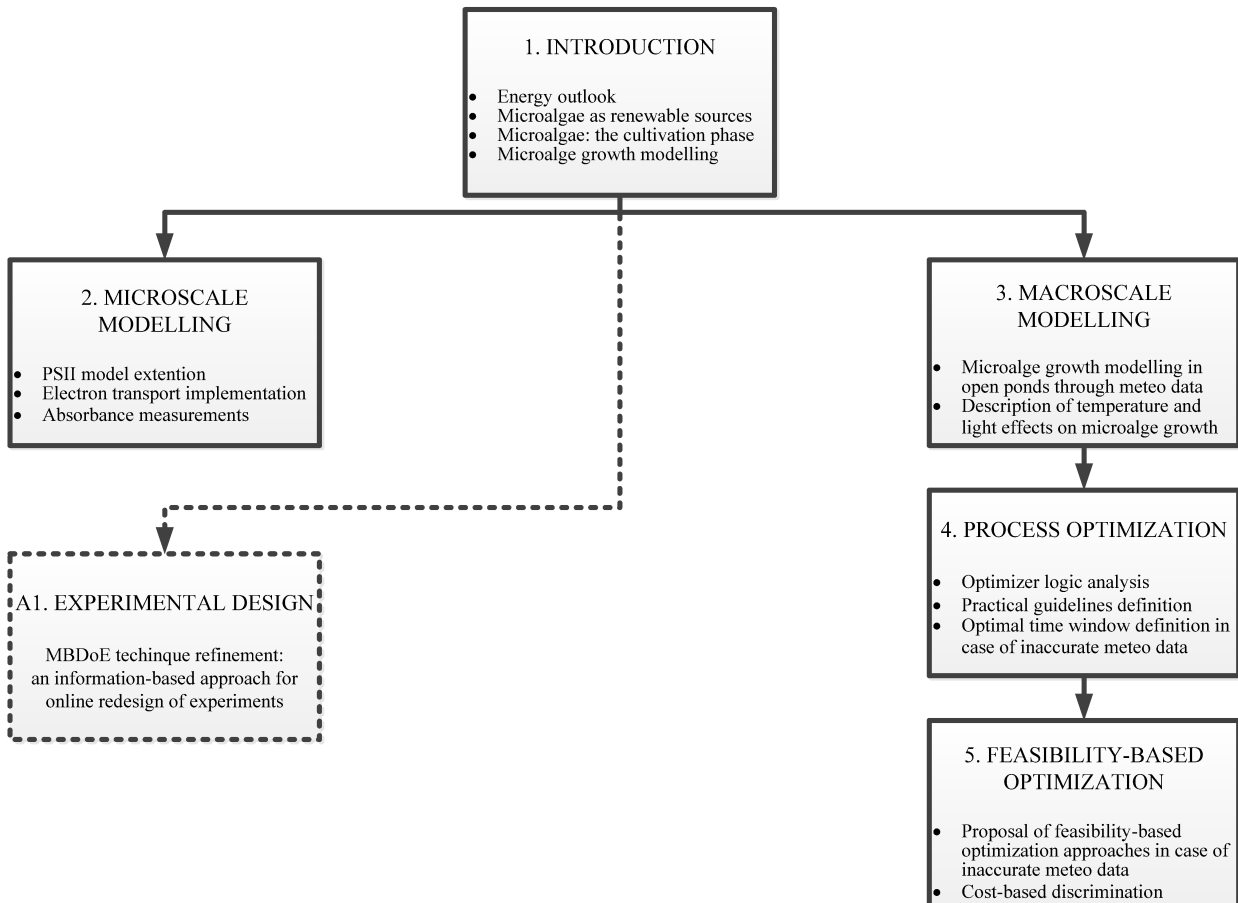 1. INTRODUCTION
• Energy outlook
• Microalgae as renewable sources
• Microalgae: the cultivation phase
• Microalge growth modelling
2. MICROSCALE
MODELLING
• PSII model extention
• Electron transport implementation
• Absorbance measurements
3. MACROSCALE
MODELLING
• Microalge growth modelling in
open ponds through meteo data
• Description of temperature and
light effects on microalge growth
A1. EXPERIMENTAL DESIGN
MBDoE techinque refinement:
an information-based approach for
online redesign of experiments
4. PROCESS OPTIMIZATION
• Optimizer logic analysis
• Practical guidelines definition
• Optimal time window definition in
case of inaccurate meteo data
5. FEASIBILITY-BASED
OPTIMIZATION
• Proposal of feasibility-based
optimization approaches in case of
inaccurate meteo data
• Cost-based discrimination